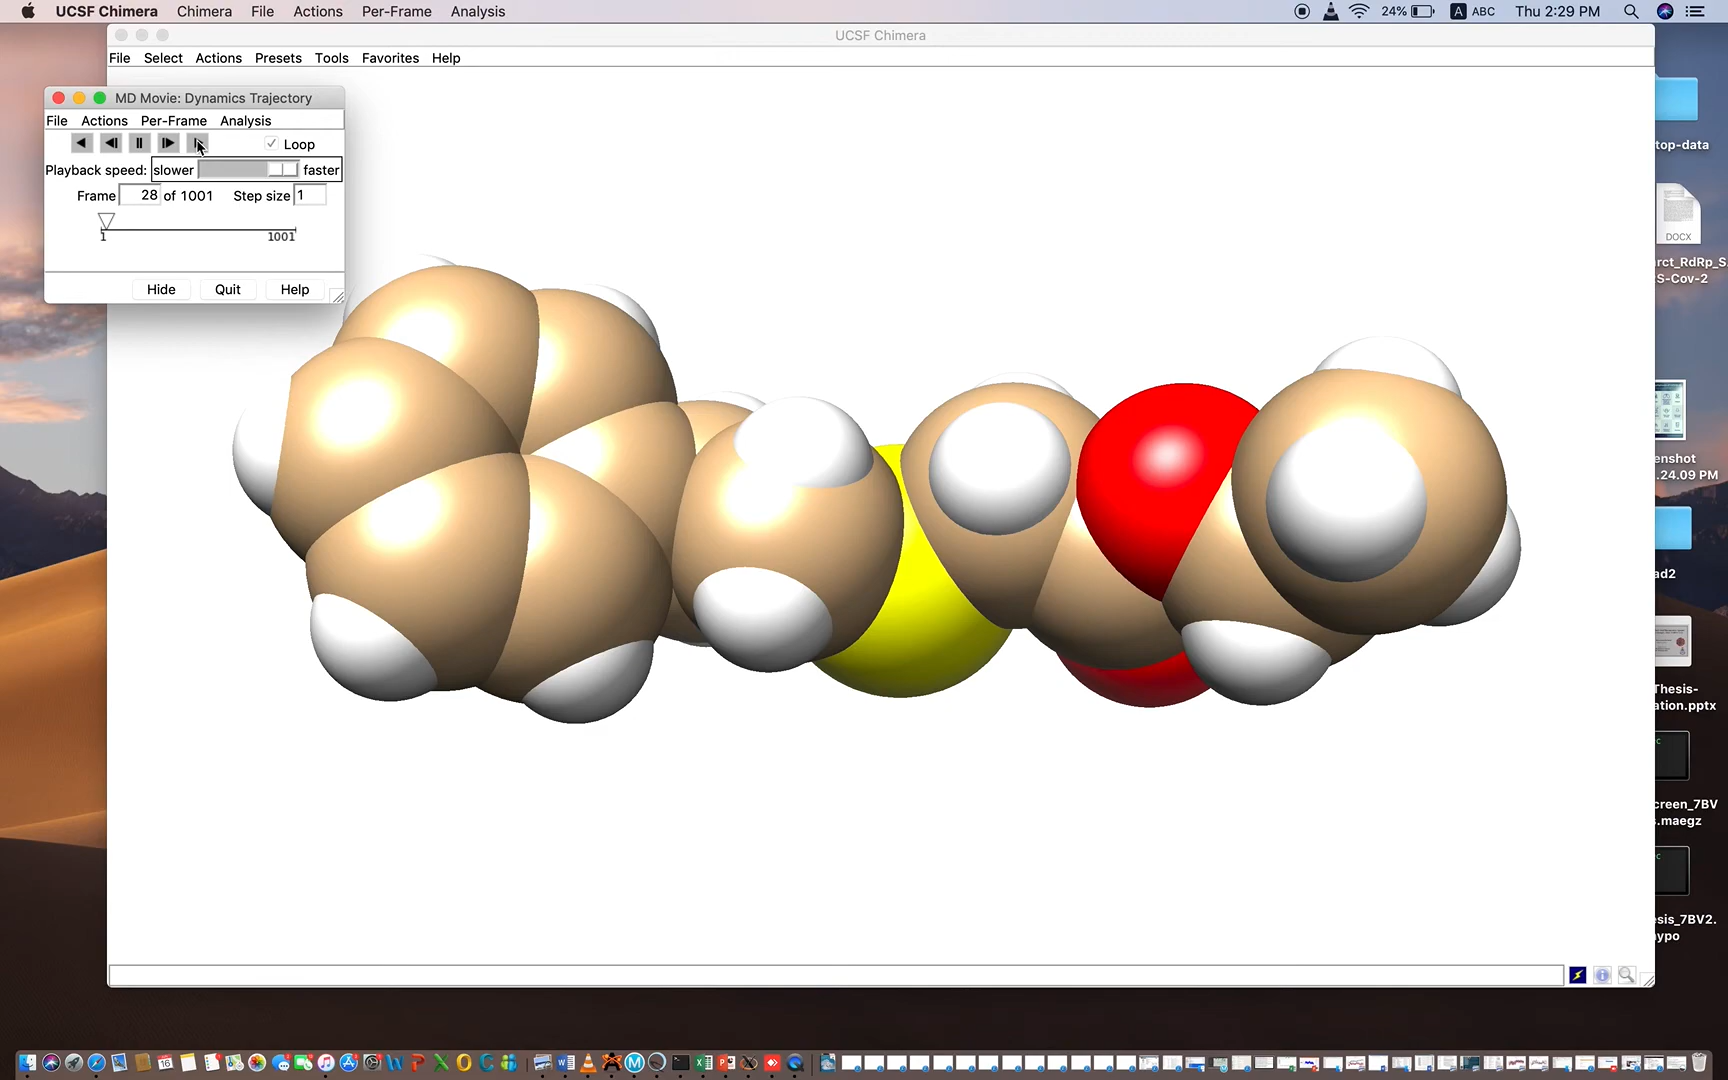 UCSF Chimera Chimera File Actions Per-Frame Analysis 24% A ABC Thu 2:29 PM
UCSF Chimera
File Select Actions Presets Tools Favorites Help
MD Movie: Dynamics Trajectory
File Actions Per-Frame Analysis
Loop
Playback speed: slower faster
Frame 28 of 1001 Step size 1
1 1001
Hide Quit Help
top-data
DOCX
rct_RdRp_S
S-Cov-2
enshot
.24.09 PM
ad2
Thesis-
ation.pptx
creen_7BV
.maegz
esis_7BV2.
ypo